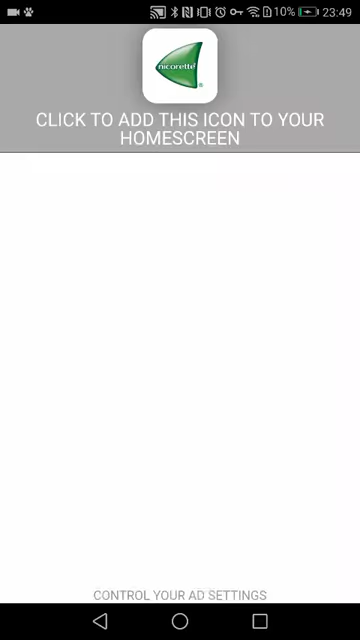 10% 23:49
nicorette
CLICK TO ADD THIS ICON TO YOUR
HOMESCREEN
CONTROL YOUR AD SETTINGS